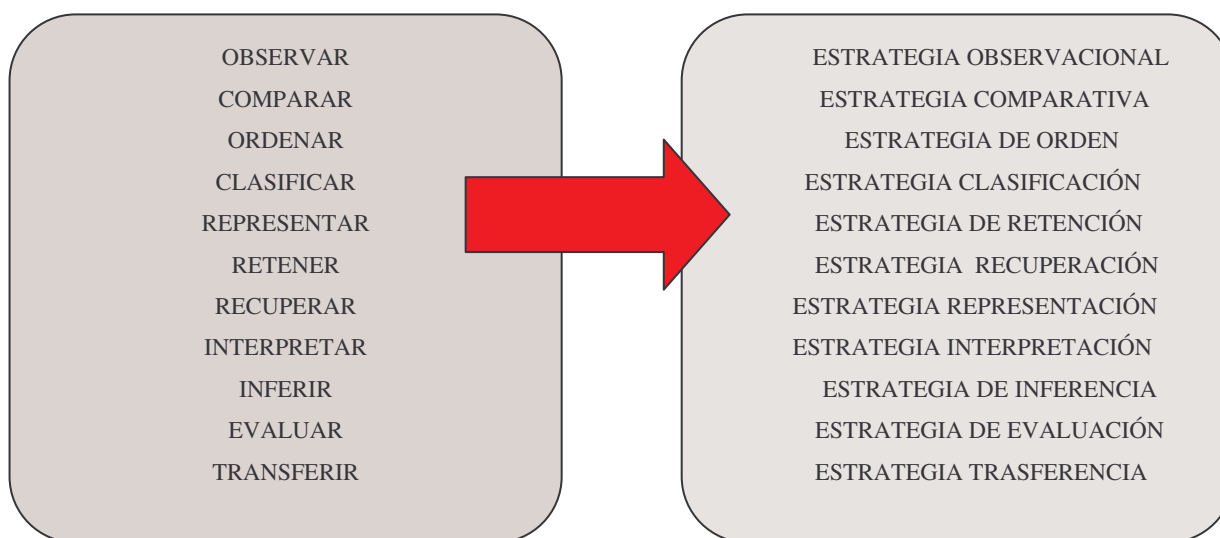 OBSERVAR
COMPARAR
ORDENAR
CLASIFICAR
REPRESENTAR
RETENER
RECUPERAR
INTERPRETAR
INFERIR
EVALUAR
TRANSFERIR
ESTRATEGIA OBSERVACIONAL
ESTRATEGIA COMPARATIVA
ESTRATEGIA DE ORDEN
ESTRATEGIA CLASIFICACIÓN
ESTRATEGIA DE RETENCIÓN
ESTRATEGIA RECUPERACIÓN
ESTRATEGIA REPRESENTACIÓN
ESTRATEGIA INTERPRETACIÓN
ESTRATEGIA DE INFERENCIA
ESTRATEGIA DE EVALUACIÓN
ESTRATEGIA TRASFERENCIA